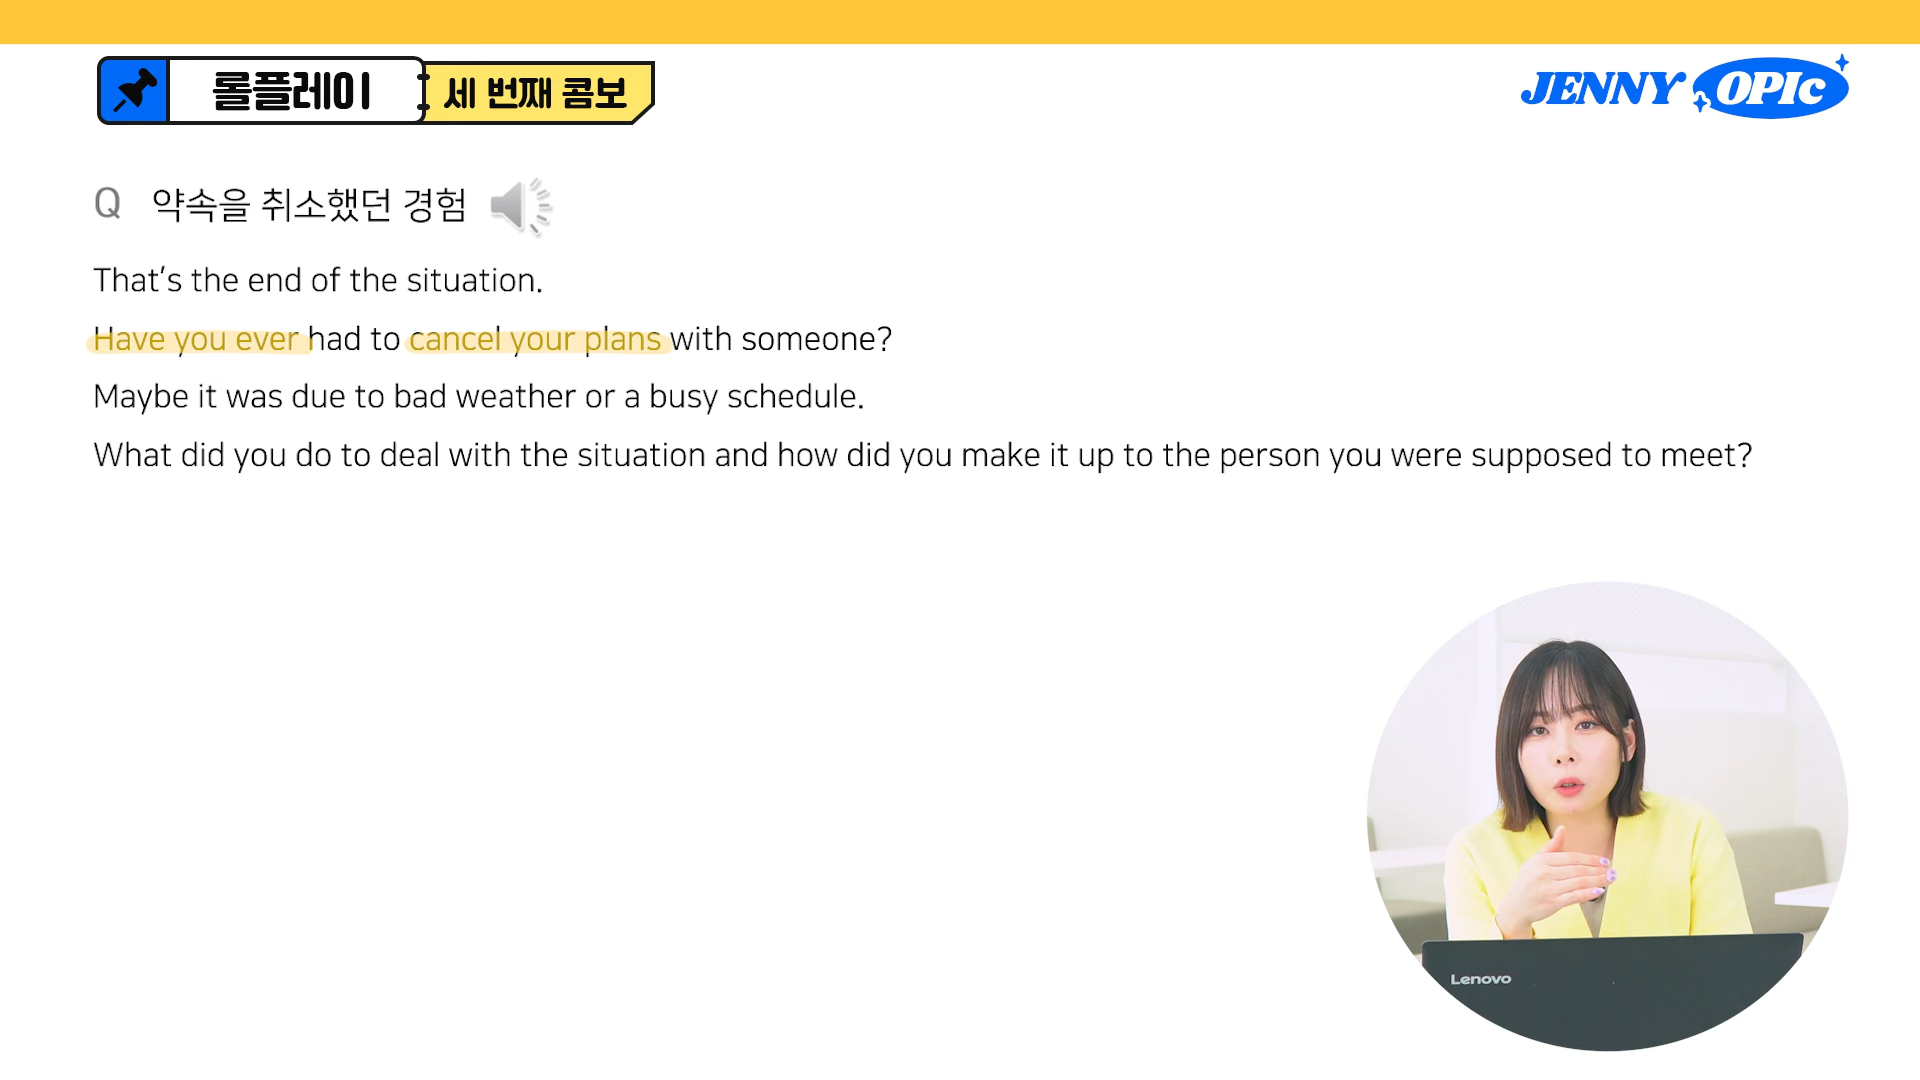 롤플레이 세 번째 콤보
JENNY OPIc
Q 약속을 취소했던 경험
That's the end of the situation.
Have you ever had to cancel your plans with someone?
Maybe it was due to bad weather or a busy schedule.
What did you do to deal with the situation and how did you make it up to the person you were supposed to meet?
Lenovo